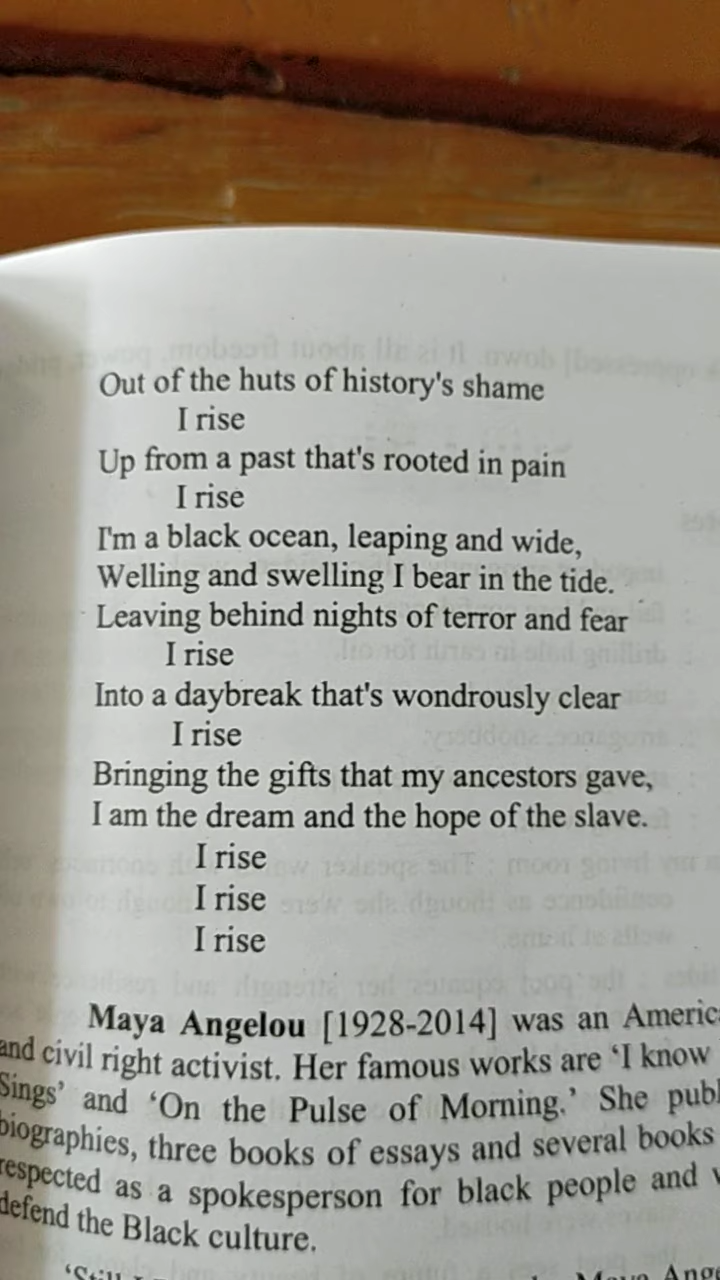 Out of the huts of history's shame
I rise
Up from a past that's rooted in pain
I rise
I'm a black ocean, leaping and wide,
Welling and swelling I bear in the tide.
Leaving behind nights of terror and fear
I rise
Into a daybreak that's wondrously clear
I rise
Bringing the gifts that my ancestors gave,
I am the dream and the hope of the slave.
I rise
I rise
I rise
Maya Angelou [1928-2014] was an Americ
and civil right activist. Her famous works are ‘I know
Sings’ and ‘On the Pulse of Morning.’ She publ
biographies, three books of essays and several books
respected as a spokesperson for black people and
defend the Black culture.